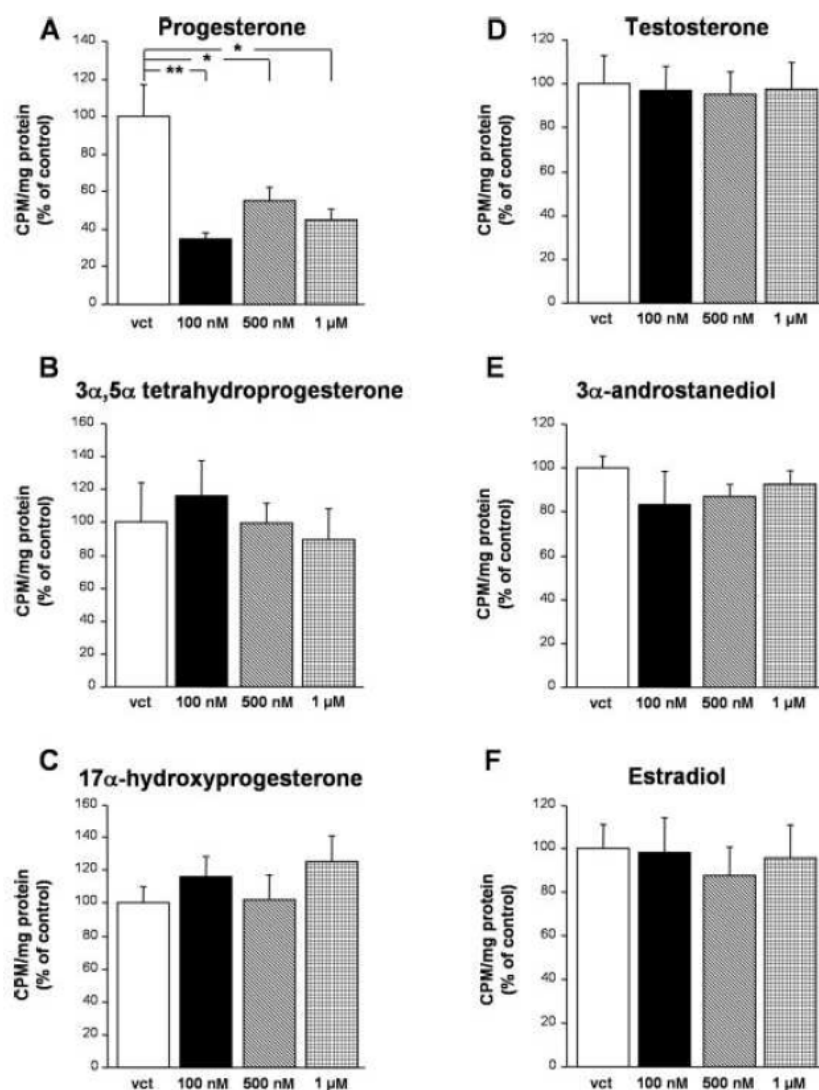 A Progesterone
140
120
100
80
60
40
20
0
CPM/mg protein
(% of control)
*
*
**
vct 100 nM 500 nM 1 µM
B 3α,5α tetrahydroprogesterone
160
140
120
100
80
60
40
20
0
CPM/mg protein
(% of control)
vct 100 nM 500 nM 1 µM
C 17α-hydroxyprogesterone
160
140
120
100
80
60
40
20
0
CPM/mg protein
(% of control)
vct 100 nM 500 nM 1 µM
D Testosterone
120
100
80
60
40
20
0
CPM/mg protein
(% of control)
vct 100 nM 500 nM 1 µM
E 3α-androstanediol
120
100
80
60
40
20
0
CPM/mg protein
(% of control)
vct 100 nM 500 nM 1 µM
F Estradiol
120
100
80
60
40
20
0
CPM/mg protein
(% of control)
vct 100 nM 500 nM 1 µM